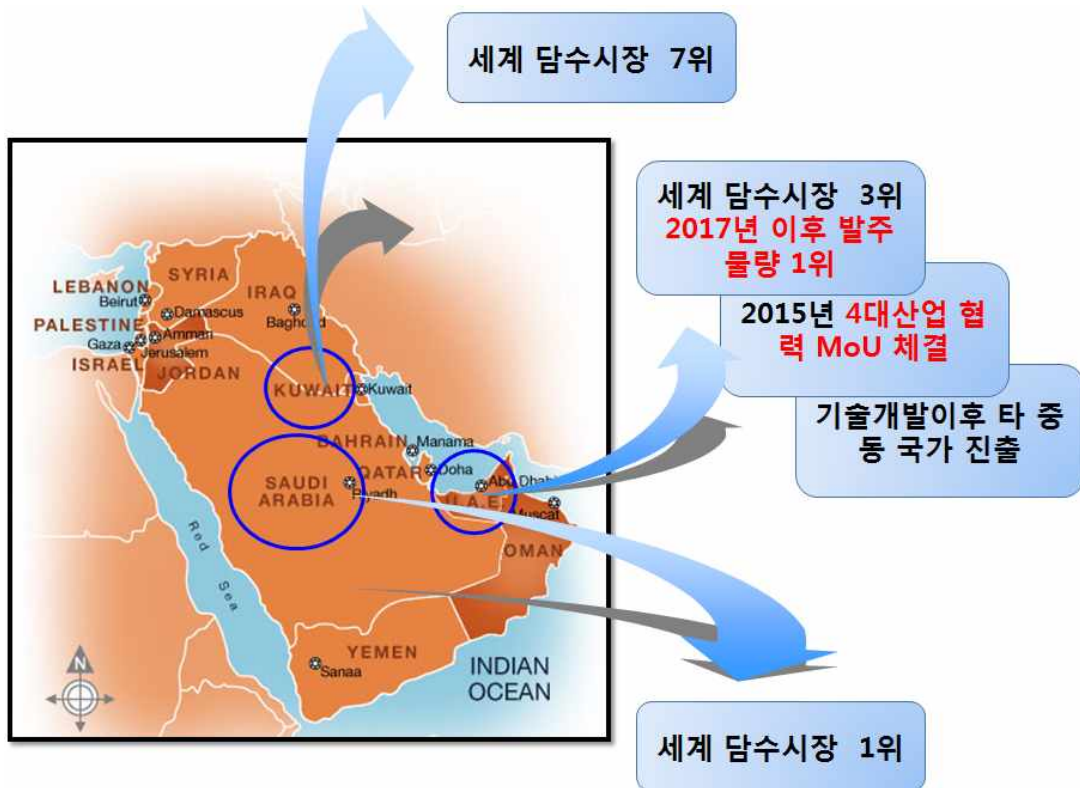 세계 담수시장 7위
세계 담수시장 3위
2017년 이후 발주
물량 1위
2015년 4대산업 협
력 MoU 체결
기술개발이후 타 중
동 국가 진출
세계 담수시장 1위
SYRIA
LEBANON
Beirut
Damascus
IRAQ
Baghdad
PALESTINE
Amman
Gaza
Jerusalem
ISRAEL
JORDAN
KUWAIT
Kuwait
BAHRAIN
Manama
QATAR
Doha
SAUDI
ARABIA
Riyadh
Abu Dhabi
U.A.E.
Muscat
OMAN
Red Sea
YEMEN
Sanaa
INDIAN
OCEAN
N